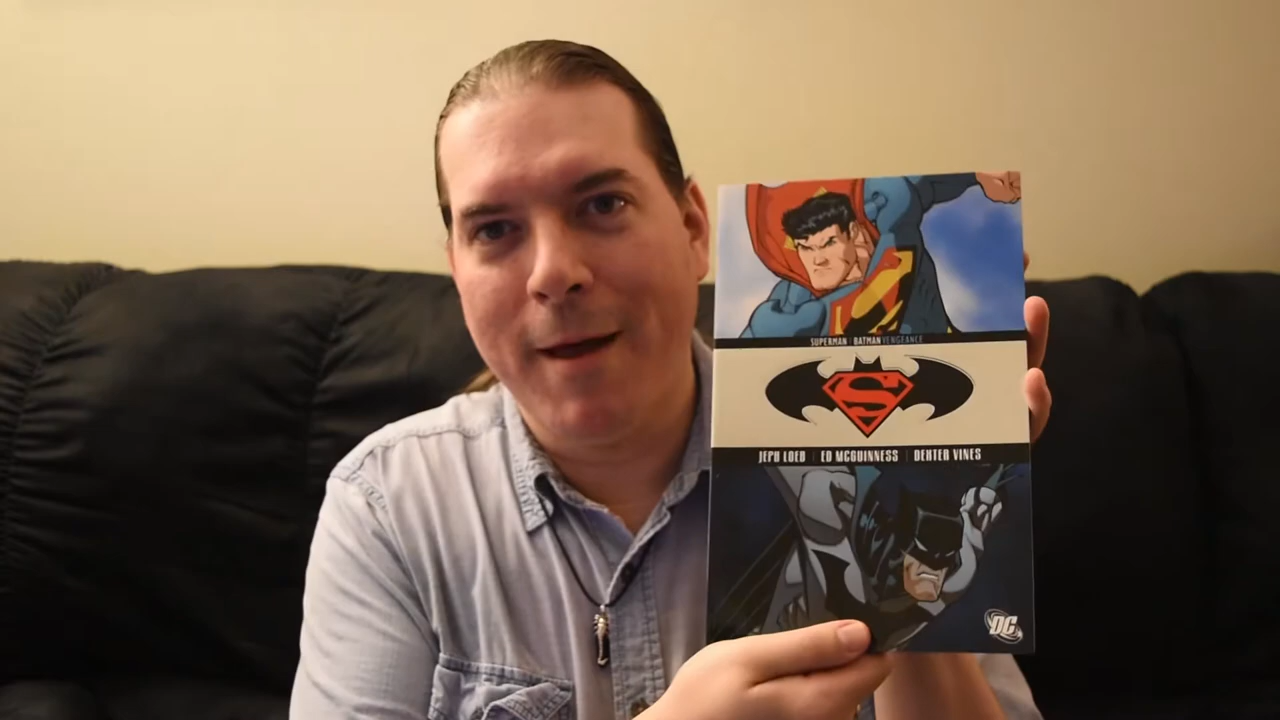 SUPERMAN / BATMAN VENGEANCE
S
JEPH LOEB | ED MCGUINNESS | DEXTER VINES
DC